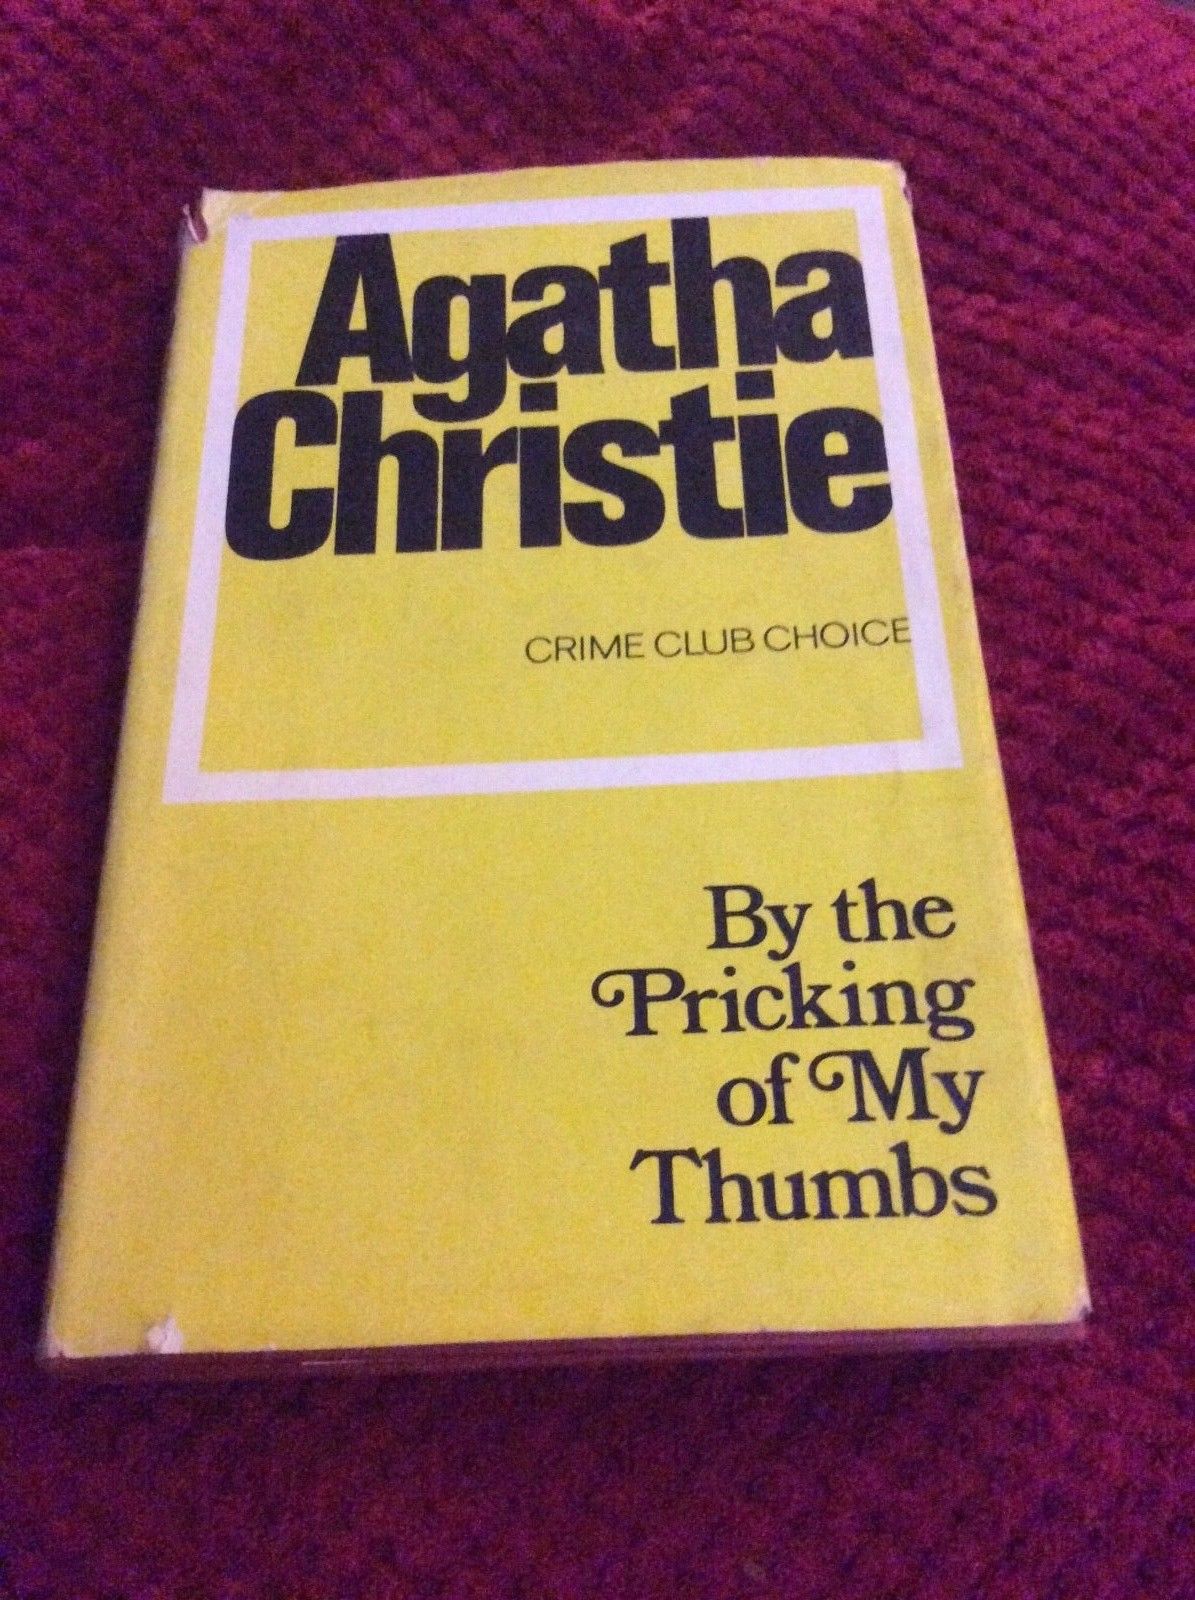 Agatha
Christie
CRIME CLUB CHOICE
By the
Pricking
of My
Thumbs